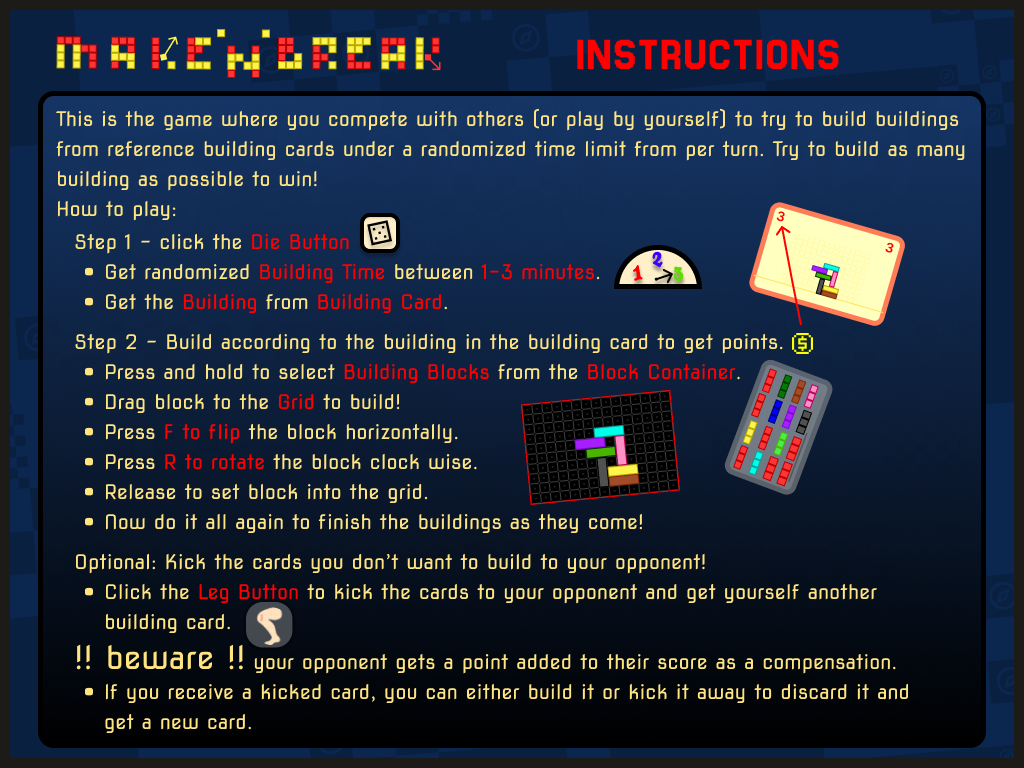 MAKE'N'BREAK
INSTRUCTIONS
This is the game where you compete with others (or play by yourself) to try to build buildings
from reference building cards under a randomized time limit from per turn. Try to build as many
building as possible to win!
How to play:
Step 1 - click the Die Button
• Get randomized Building Time between 1-3 minutes.
1 2 3
• Get the Building from Building Card.
3
3
Step 2 - Build according to the building in the building card to get points. $
• Press and hold to select Building Blocks from the Block Container.
• Drag block to the Grid to build!
• Press F to flip the block horizontally.
• Press R to rotate the block clock wise.
• Release to set block into the grid.
• Now do it all again to finish the buildings as they come!
Optional: Kick the cards you don't want to build to your opponent!
• Click the Leg Button to kick the cards to your opponent and get yourself another
building card.
!! beware !! your opponent gets a point added to their score as a compensation.
• If you receive a kicked card, you can either build it or kick it away to discard it and
get a new card.